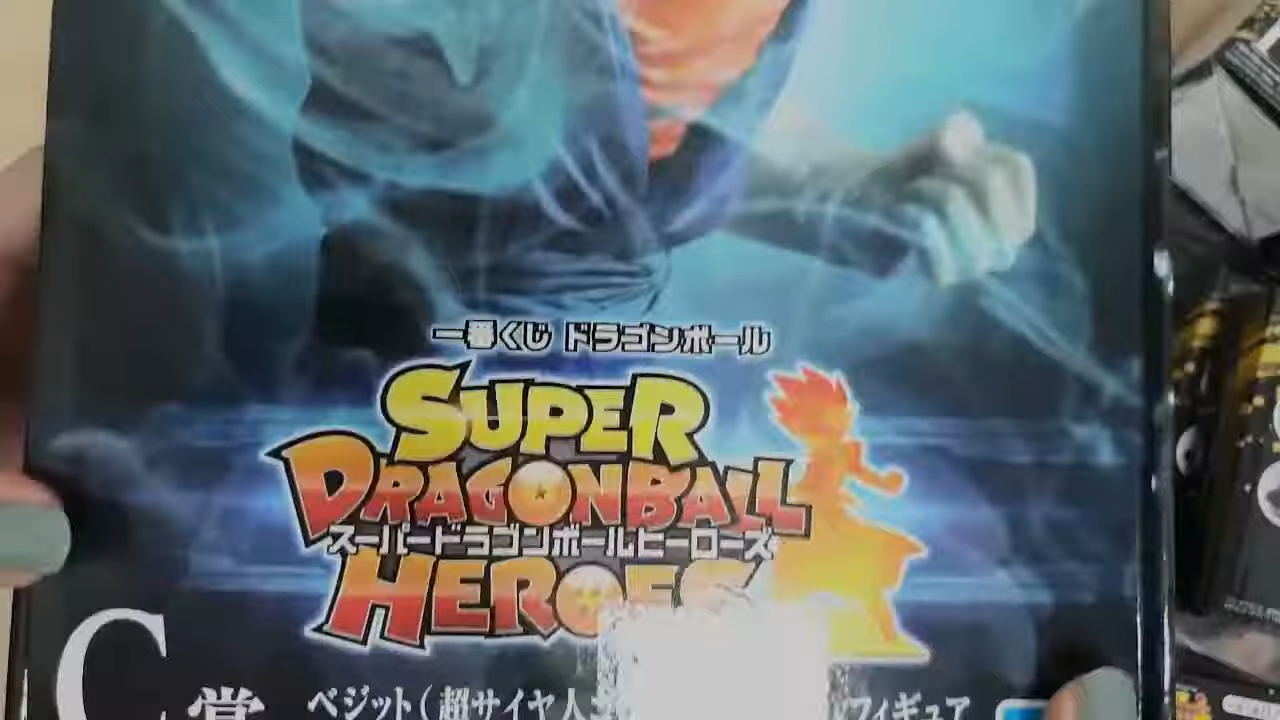 一番くじ ドラゴンボール
SUPER
DRAGONBALL
スーパードラゴンボールヒーローズ
HEROES
C賞 ベジット(超サイヤ人 フィギュア